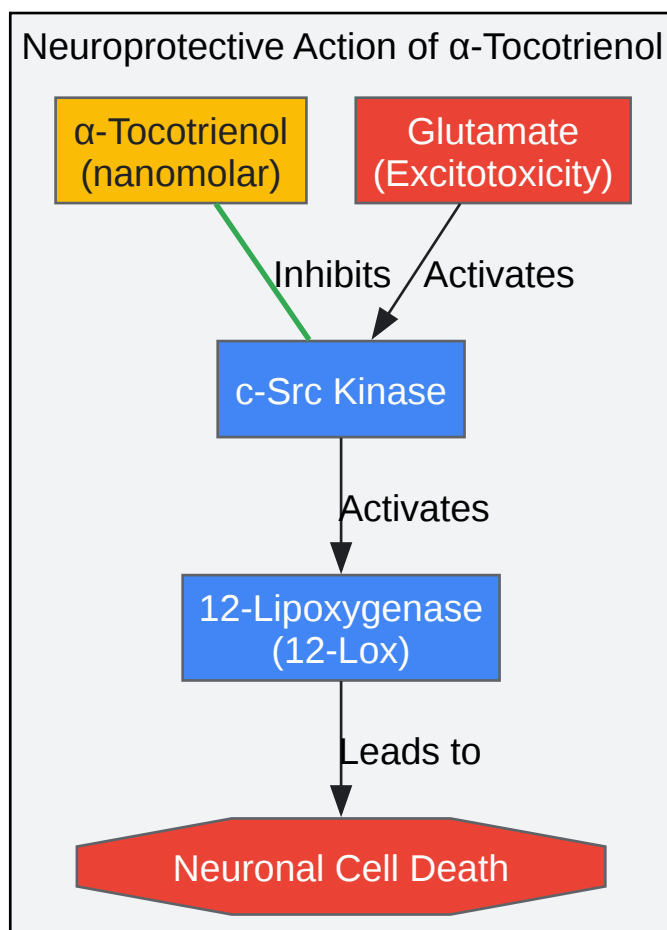 Neuroprotective Action of α-Tocotrienol
α-Tocotrienol
(nanomolar)
Glutamate
(Excitotoxicity)
Inhibits
Activates
c-Src Kinase
Activates
12-Lipoxygenase
(12-Lox)
Leads to
Neuronal Cell Death